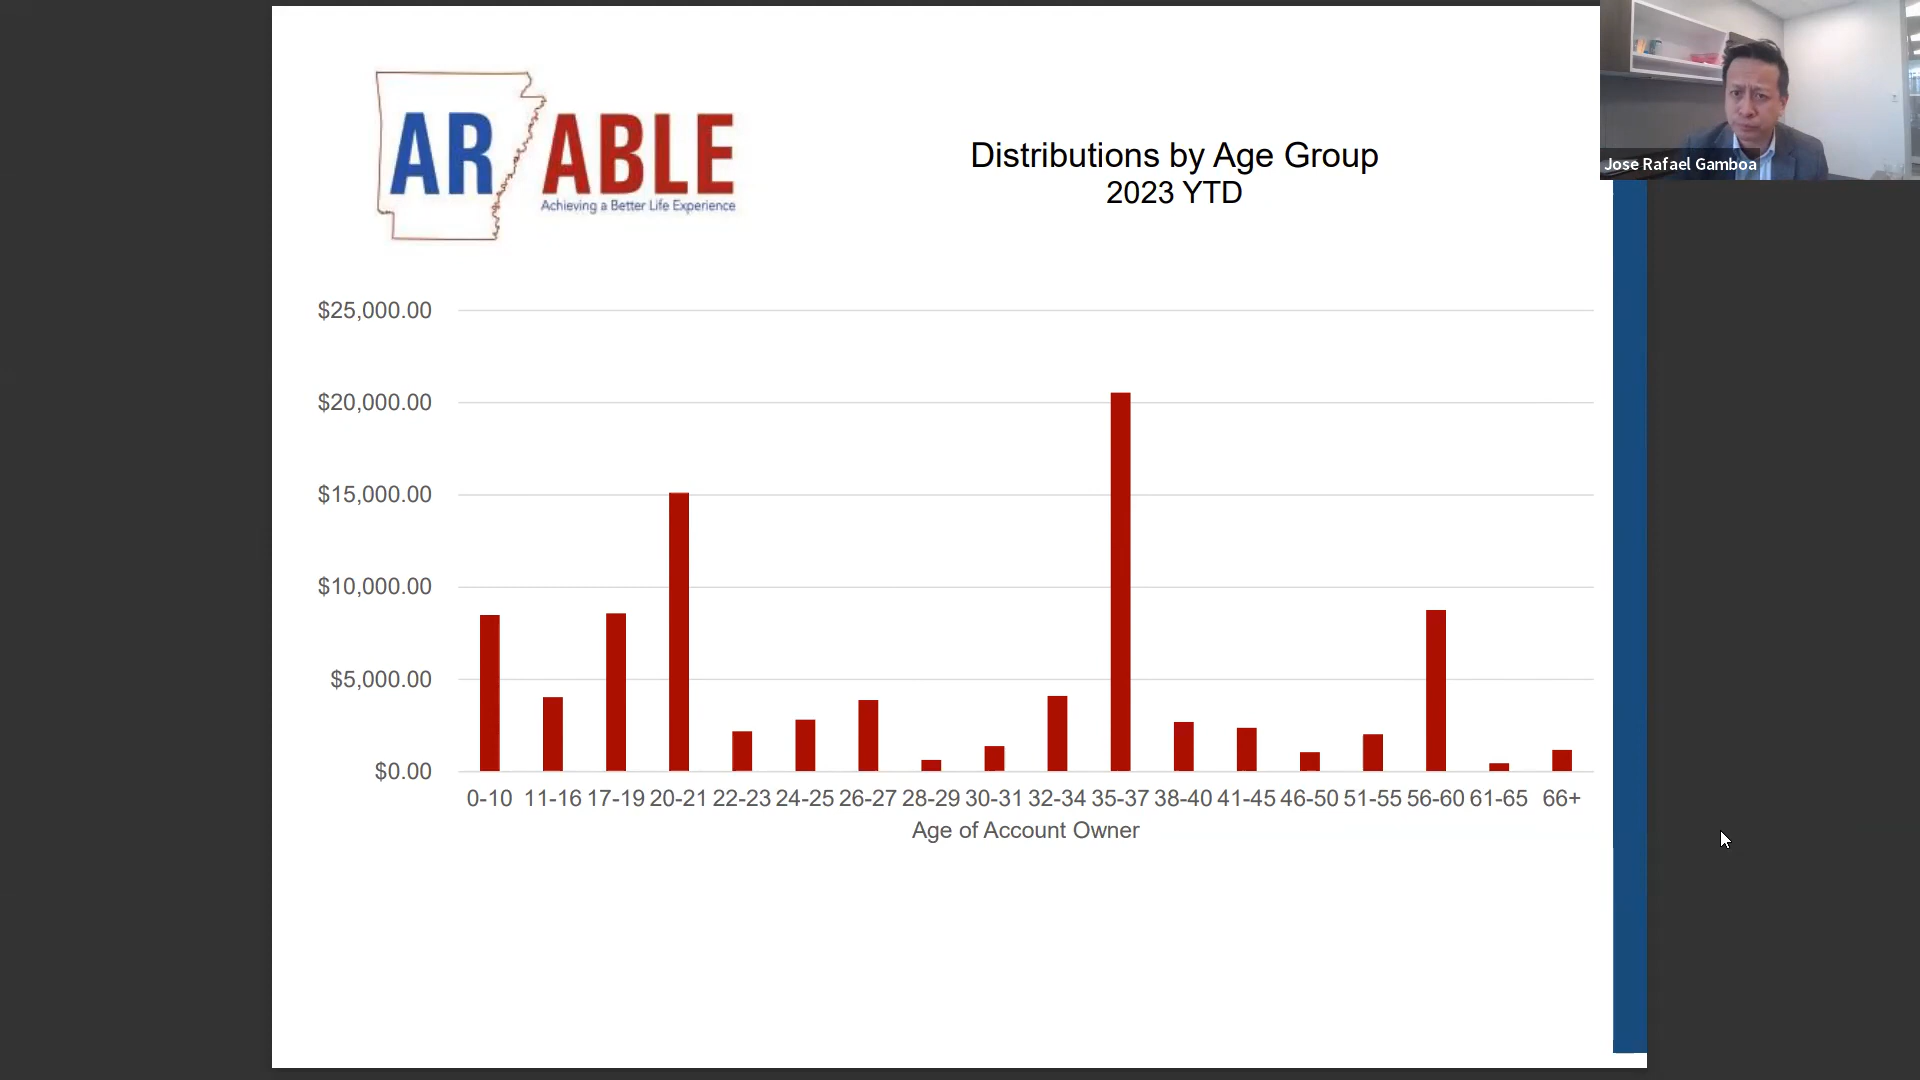 AR ABLE
Achieving a Better Life Experience
Distributions by Age Group
2023 YTD
Jose Rafael Gamboa
$25,000.00
$20,000.00
$15,000.00
$10,000.00
$5,000.00
$0.00
0-10 11-16 17-19 20-21 22-23 24-25 26-27 28-29 30-31 32-34 35-37 38-40 41-45 46-50 51-55 56-60 61-65 66+
Age of Account Owner